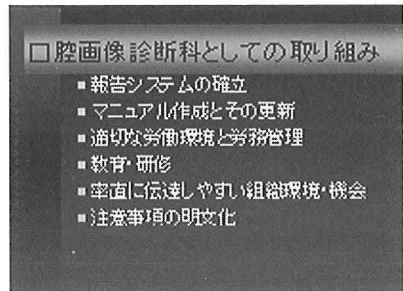 口腔画像診断科としての取り組み
■報告システムの確立
■マニュアル作成とその更新
■適切な労働環境と労務管理
■教育・研修
■率直に伝達しやすい組織環境・機会
■注意事項の明文化